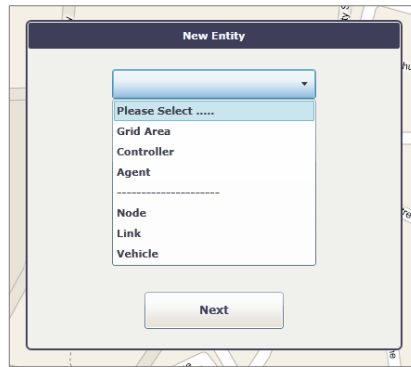 New Entity
Please Select .....
Grid Area
Controller
Agent
---------------------
Node
Link
Vehicle
Next